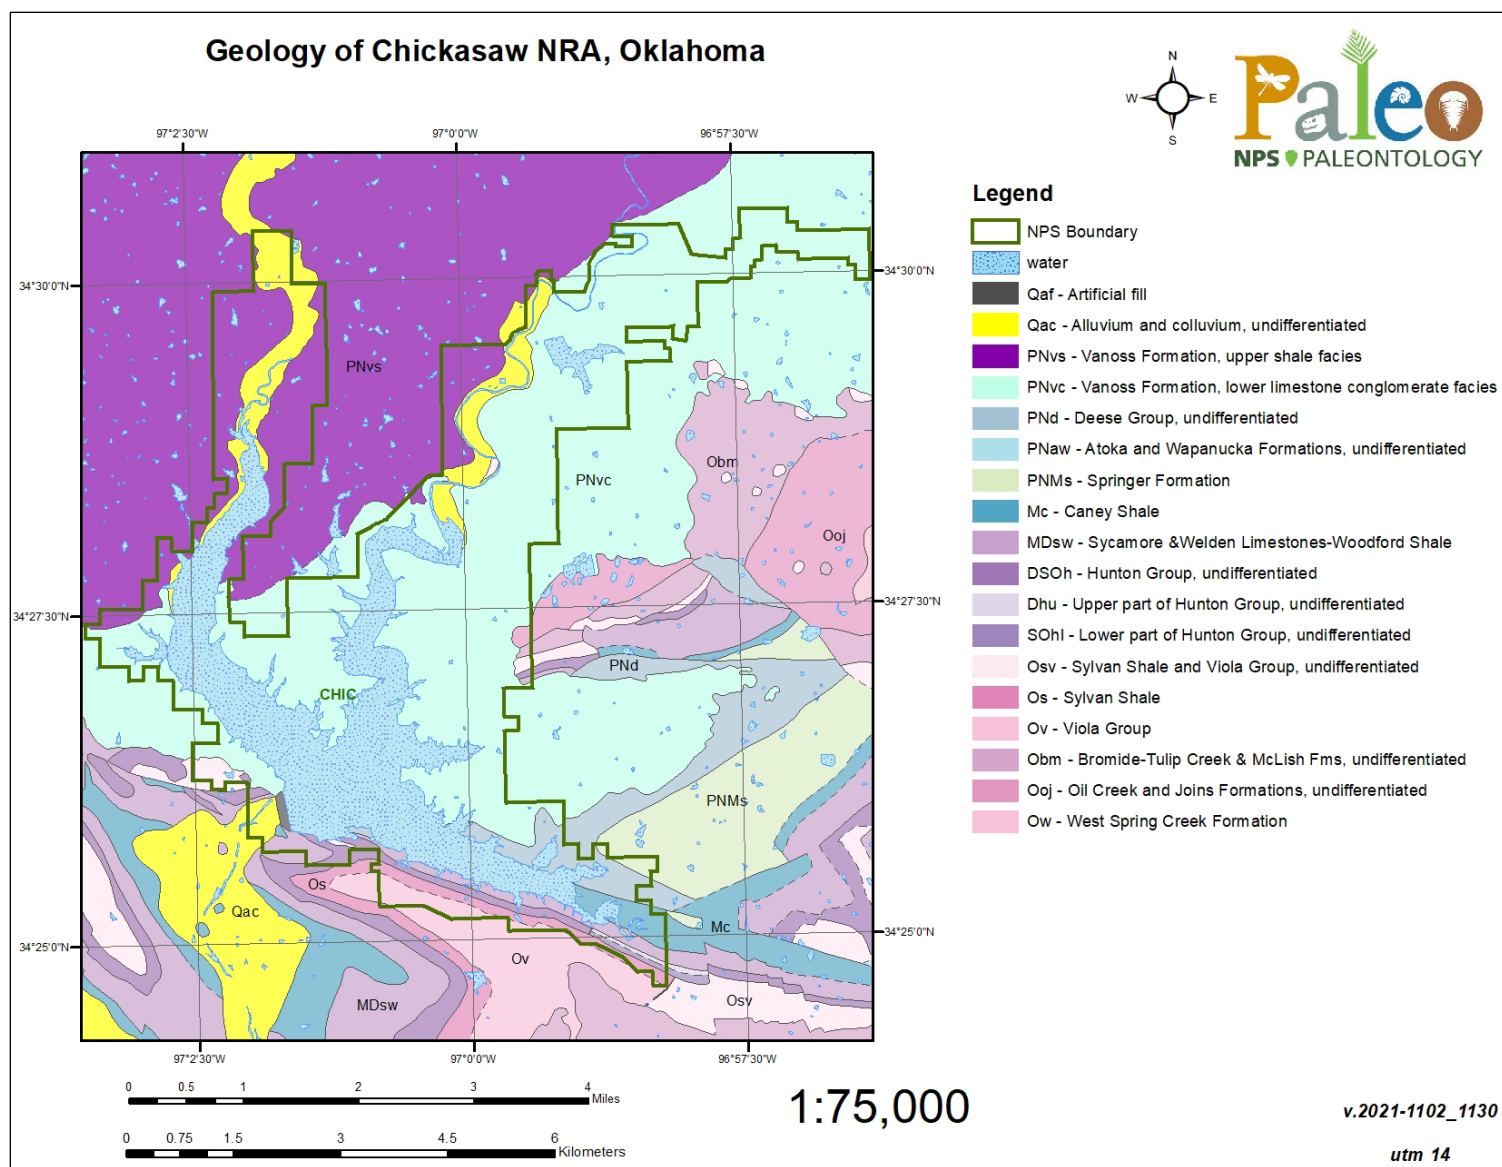 Geology of Chickasaw NRA, Oklahoma
N
W E
S
Paleo
NPS PALEONTOLOGY
97°2'30"W 97°0'0"W 96°57'30"W
34°30'0"N 34°30'0"N
34°27'30"N 34°27'30"N
34°25'0"N 34°25'0"N
97°2'30"W 97°0'0"W 96°57'30"W
PNvs
Obm
PNvc
Ooj
PNd
CHIC
PNMs
Os
Qac
Mc
Ov
MDsw
Osv
Legend
NPS Boundary
water
Qaf - Artificial fill
Qac - Alluvium and colluvium, undifferentiated
PNvs - Vanoss Formation, upper shale facies
PNvc - Vanoss Formation, lower limestone conglomerate facies
PNd - Deese Group, undifferentiated
PNaw - Atoka and Wapanucka Formations, undifferentiated
PNMs - Springer Formation
Mc - Caney Shale
MDsw - Sycamore &Welden Limestones-Woodford Shale
DSOh - Hunton Group, undifferentiated
Dhu - Upper part of Hunton Group, undifferentiated
SOhl - Lower part of Hunton Group, undifferentiated
Osv - Sylvan Shale and Viola Group, undifferentiated
Os - Sylvan Shale
Ov - Viola Group
Obm - Bromide-Tulip Creek & McLish Fms, undifferentiated
Ooj - Oil Creek and Joins Formations, undifferentiated
Ow - West Spring Creek Formation
0 0.5 1 2 3 4
Miles
0 0.75 1.5 3 4.5 6
Kilometers
1:75,000
v.2021-1102_1130
utm 14